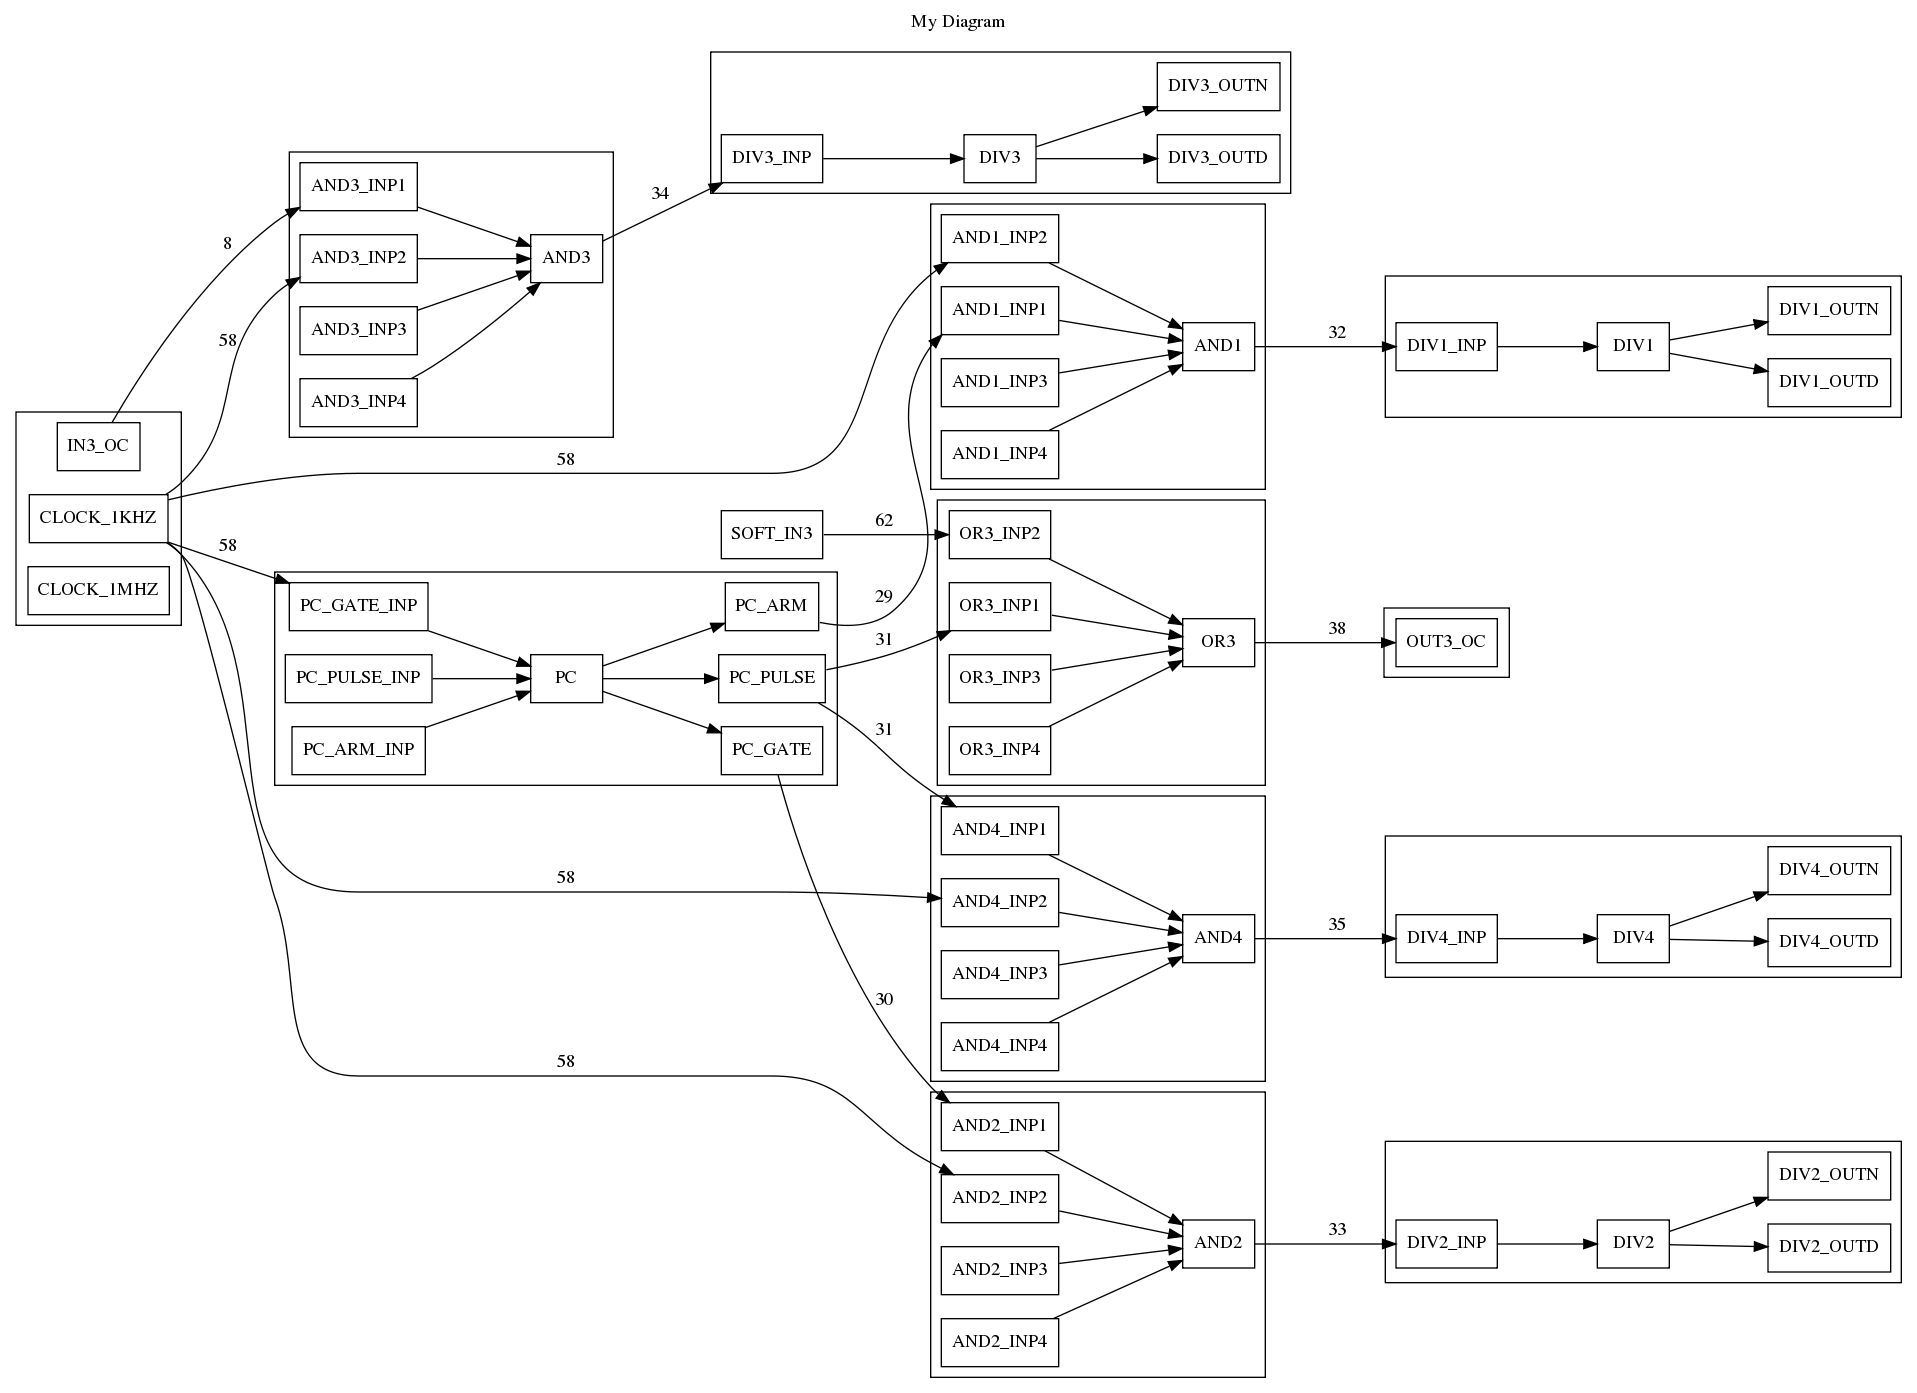 My Diagram
DIV3_OUTN
DIV3_INP
DIV3
DIV3_OUTD
34
AND3_INP1
AND3_INP2
AND3
AND3_INP3
AND3_INP4
8
58
IN3_OC
CLOCK_1KHZ
CLOCK_1MHZ
58
58
AND1_INP2
AND1_INP1
AND1
AND1_INP3
AND1_INP4
32
DIV1_OUTN
DIV1_INP
DIV1
DIV1_OUTD
SOFT_IN3
62
OR3_INP2
OR3_INP1
OR3
OR3_INP3
OR3_INP4
38
OUT3_OC
PC_GATE_INP
PC_PULSE_INP
PC_ARM_INP
PC
PC_ARM
PC_PULSE
PC_GATE
29
31
31
58
AND4_INP1
AND4_INP2
AND4
AND4_INP3
AND4_INP4
35
DIV4_OUTN
DIV4_INP
DIV4
DIV4_OUTD
30
58
AND2_INP1
AND2_INP2
AND2
AND2_INP3
AND2_INP4
33
DIV2_OUTN
DIV2_INP
DIV2
DIV2_OUTD